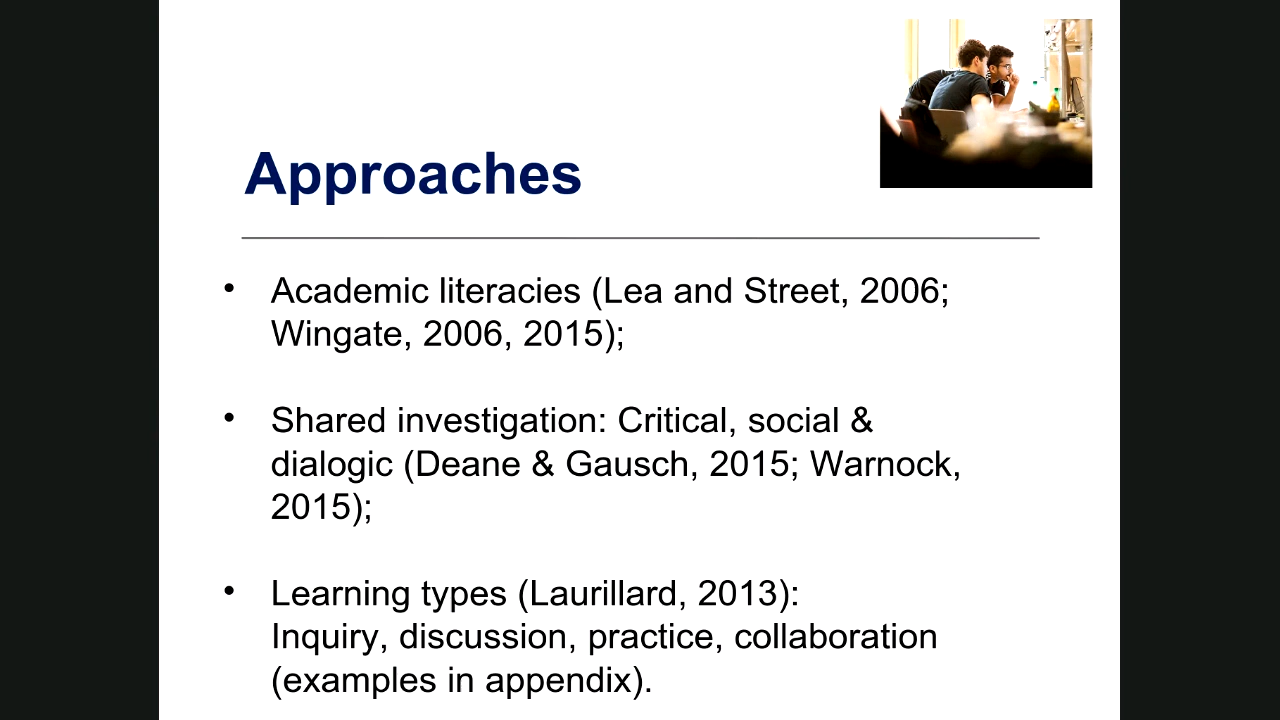 Approaches
• Academic literacies (Lea and Street, 2006;
Wingate, 2006, 2015);
• Shared investigation: Critical, social &
dialogic (Deane & Gausch, 2015; Warnock,
2015);
• Learning types (Laurillard, 2013):
Inquiry, discussion, practice, collaboration
(examples in appendix).